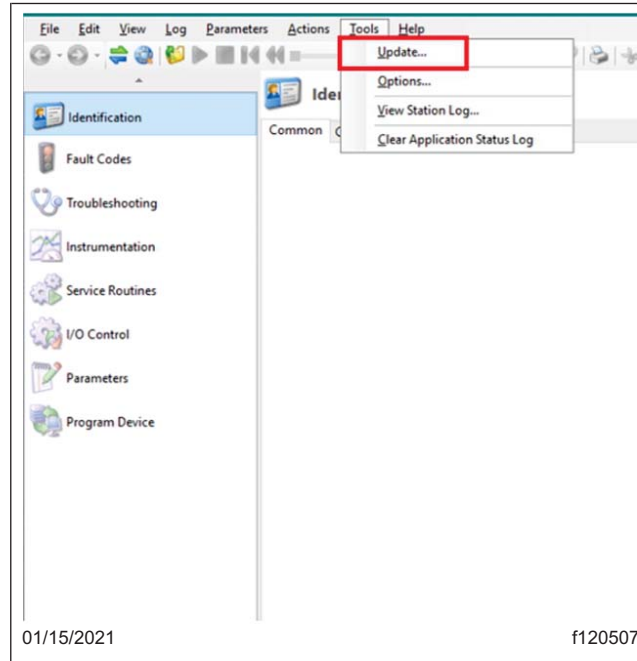 File Edit View Log Parameters Actions Tools Help
Update...
Options...
View Station Log...
Clear Application Status Log
Common
Identification
Fault Codes
Troubleshooting
Instrumentation
Service Routines
I/O Control
Parameters
Program Device
01/15/2021 f120507